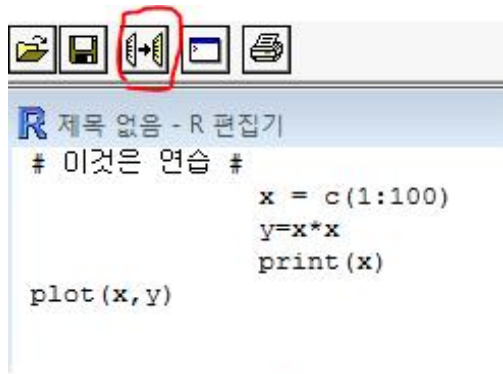 R 제목 없음 - R 편집기
# 이것은 연습 #
x = c(1:100)
y=x*x
print(x)
plot(x,y)